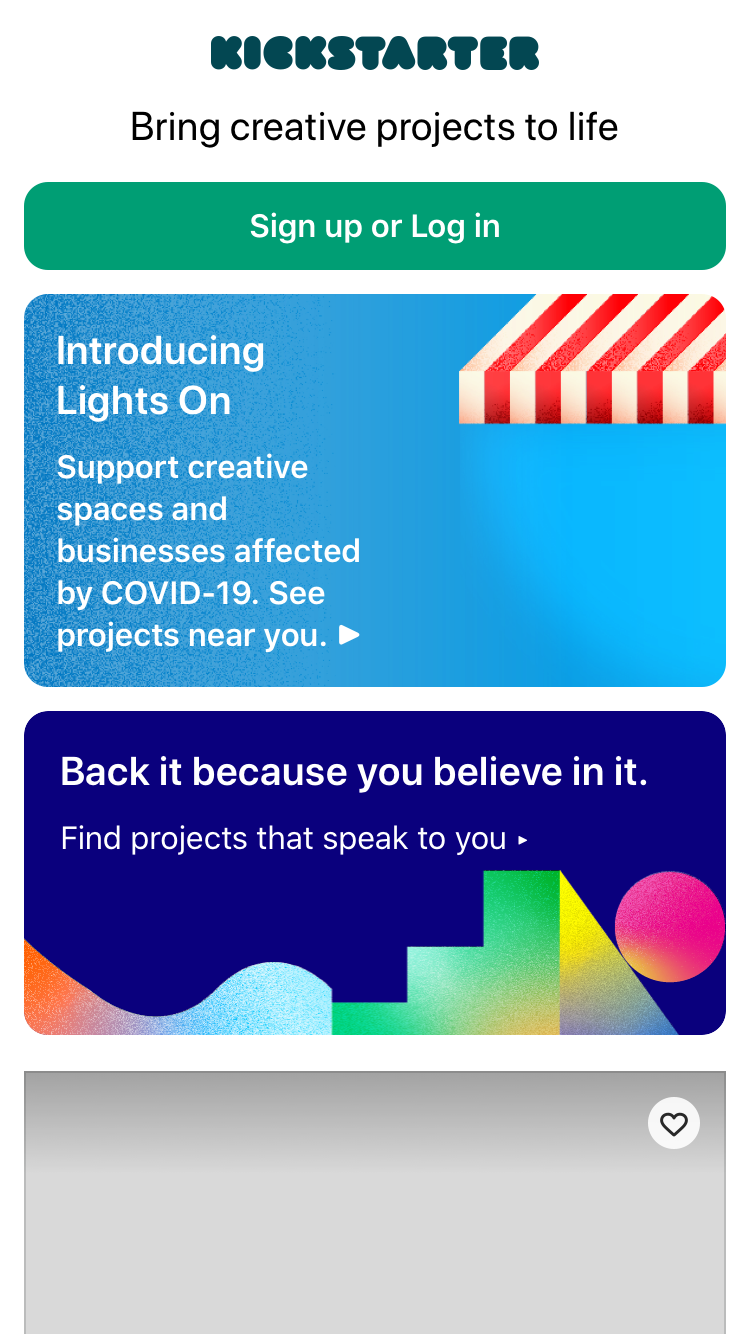 KICKSTARTER
Bring creative projects to life
Sign up or Log in
Introducing
Lights On
Support creative
spaces and
businesses affected
by COVID-19. See
projects near you. ▶
Back it because you believe in it.
Find projects that speak to you ▸